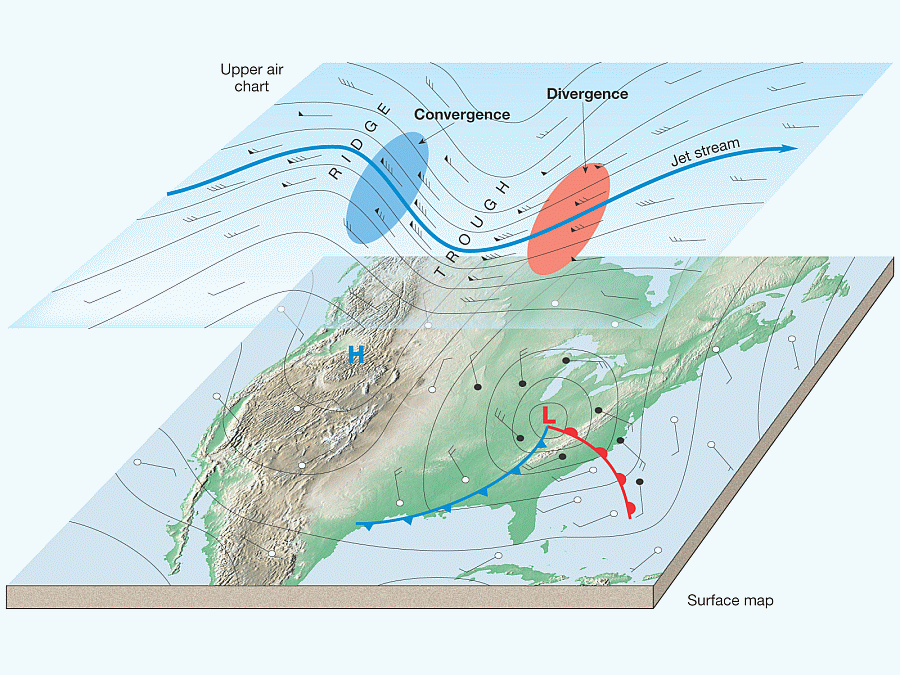 Upper air
chart
Divergence
Convergence
RIDGE
Jet stream
TROUGH
H
L
Surface map